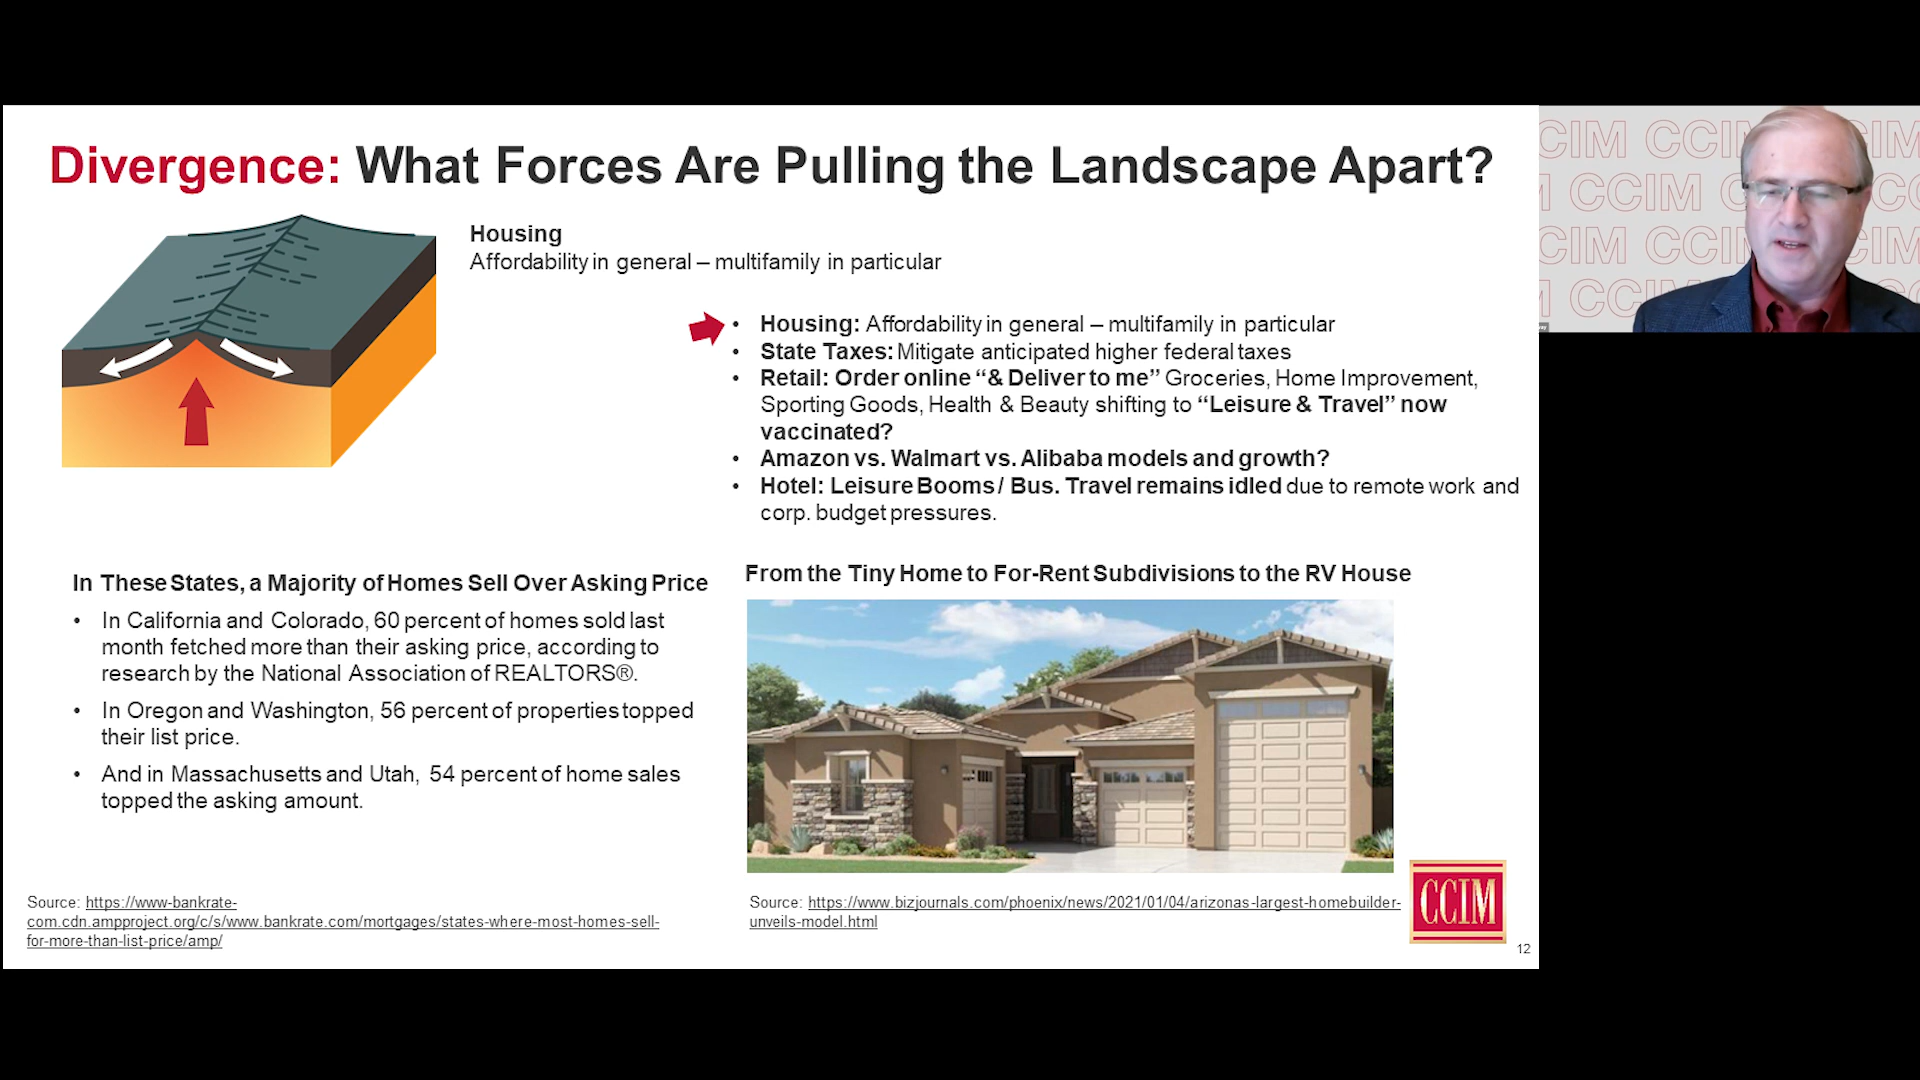 Divergence: What Forces Are Pulling the Landscape Apart?
Housing
Affordability in general – multifamily in particular
• Housing: Affordability in general – multifamily in particular
• State Taxes: Mitigate anticipated higher federal taxes
• Retail: Order online “& Deliver to me” Groceries, Home Improvement,
Sporting Goods, Health & Beauty shifting to “Leisure & Travel” now
vaccinated?
• Amazon vs. Walmart vs. Alibaba models and growth?
• Hotel: Leisure Booms / Bus. Travel remains idled due to remote work and
corp. budget pressures.
In These States, a Majority of Homes Sell Over Asking Price
• In California and Colorado, 60 percent of homes sold last
month fetched more than their asking price, according to
research by the National Association of REALTORS®.
• In Oregon and Washington, 56 percent of properties topped
their list price.
• And in Massachusetts and Utah, 54 percent of home sales
topped the asking amount.
Source: https://www-bankrate-
com.cdn.ampproject.org/c/s/www.bankrate.com/mortgages/states-where-most-homes-sell-
for-more-than-list-price/amp/
From the Tiny Home to For-Rent Subdivisions to the RV House
Source: https://www.bizjournals.com/phoenix/news/2021/01/04/arizonas-largest-homebuilder-
unveils-model.html
CCIM
12
CIM CCIM CIM
CCIM
CIM CCIM CIM
CCIM